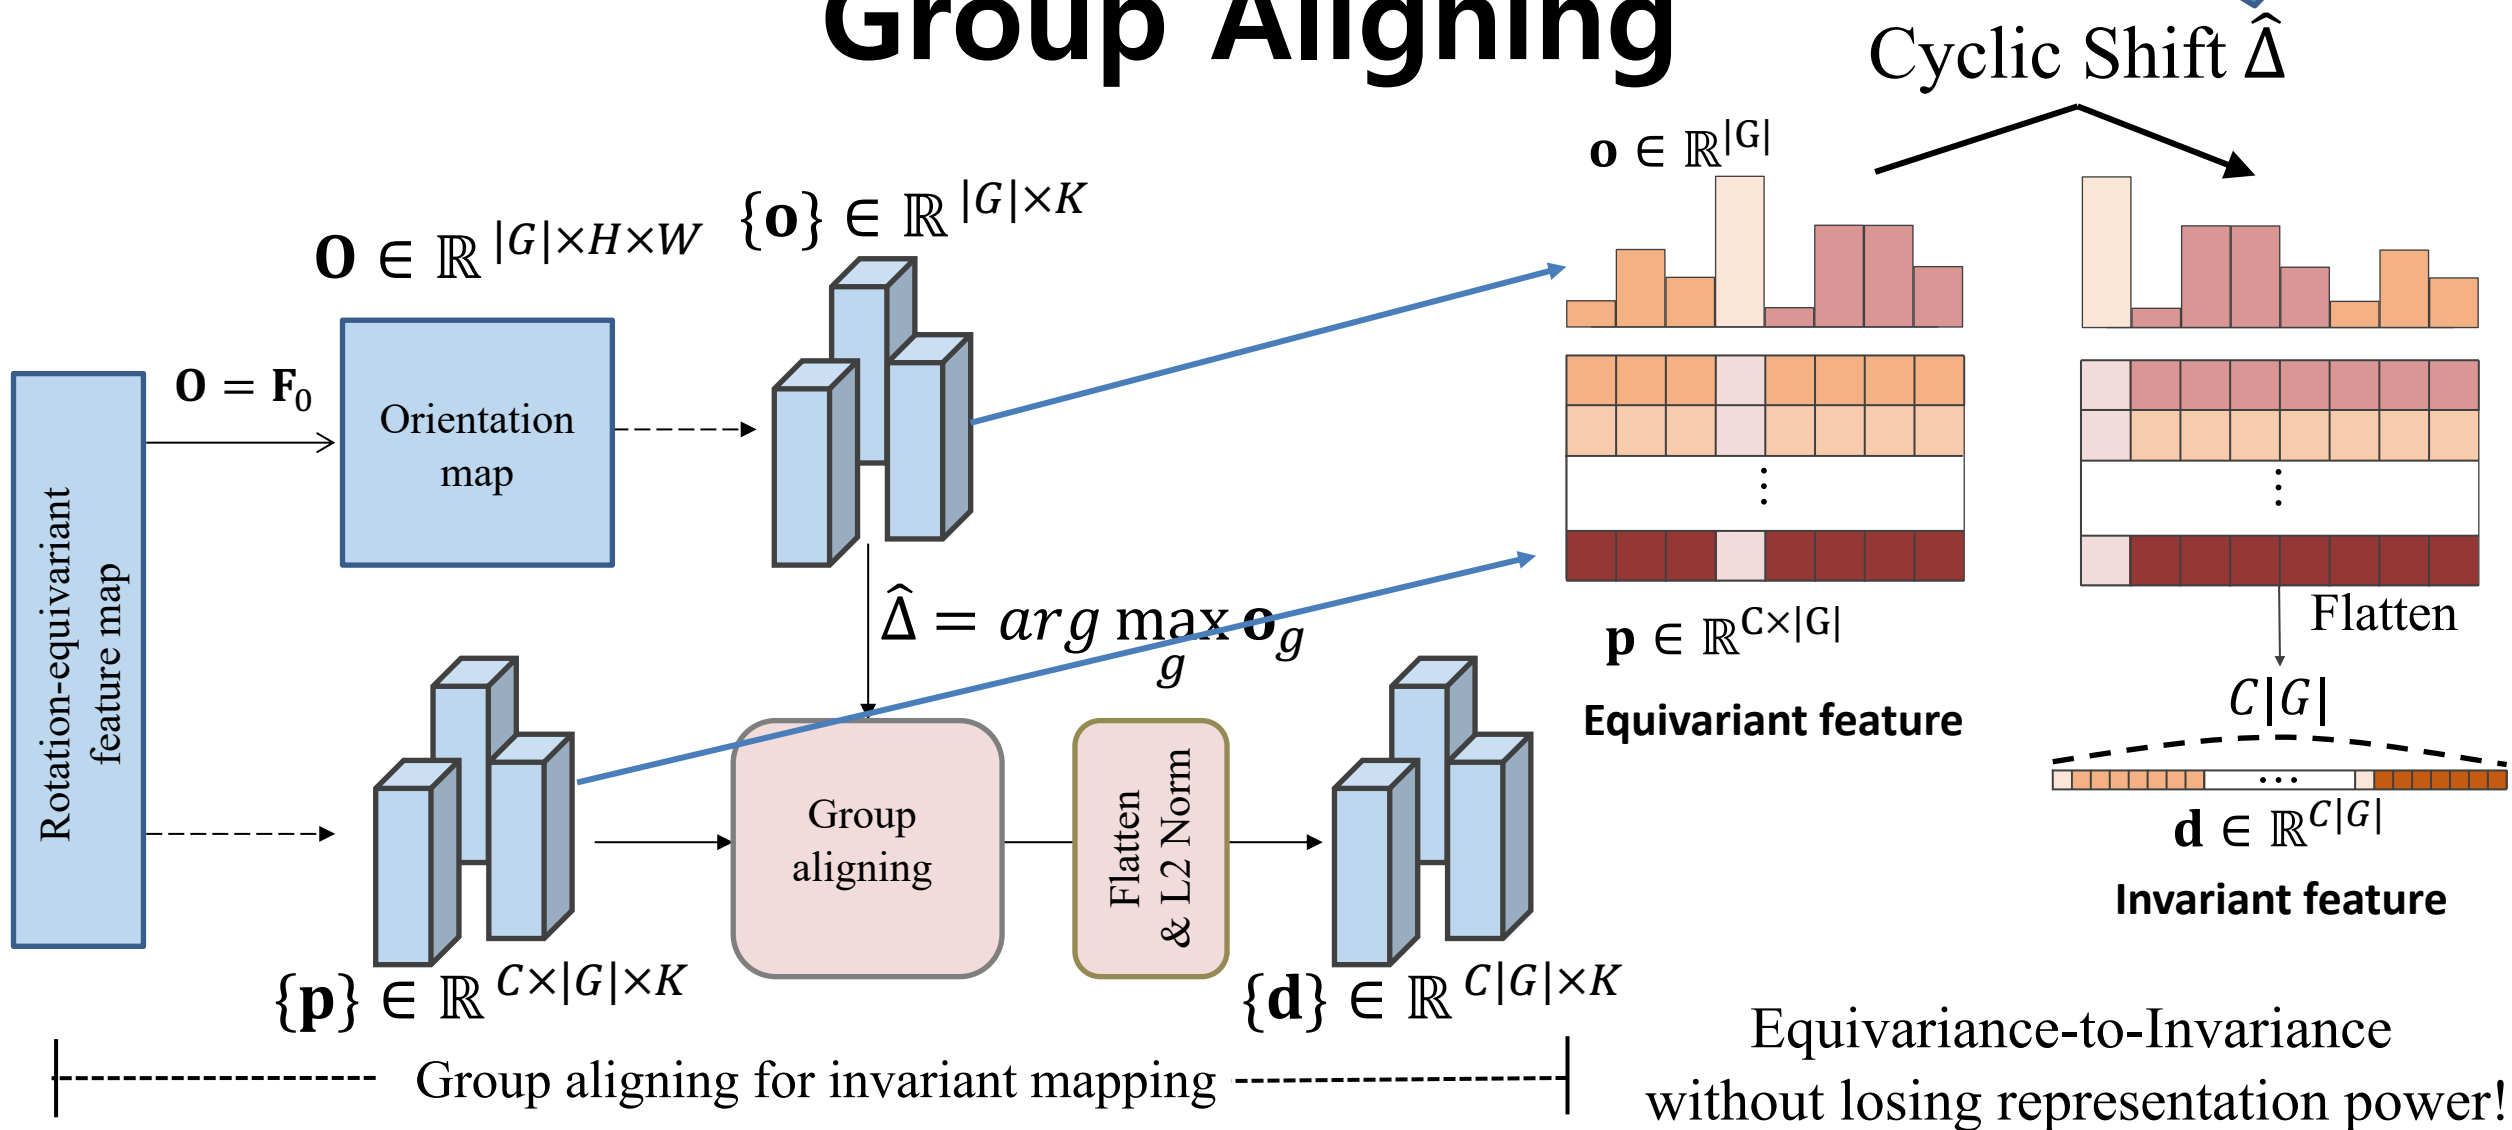 Group Aligning
Cyclic Shift Δ̂
𝐨 ∈ ℝ^|G|
{𝐨} ∈ ℝ^|G|×K
𝐎 ∈ ℝ^|G|×H×W
𝐎 = 𝐅₀
Orientation
map
Rotation-equivariant
feature map
Δ̂ = arg max_g 𝐨_g
𝐩 ∈ ℝ^C×|G|
Equivariant feature
Flatten
C|G|
⋯
𝐝 ∈ ℝ^C|G|
Invariant feature
Group
aligning
Flatten
& L2 Norm
{𝐩} ∈ ℝ^C×|G|×K
{𝐝} ∈ ℝ^C|G|×K
Group aligning for invariant mapping
Equivariance-to-Invariance
without losing representation power!